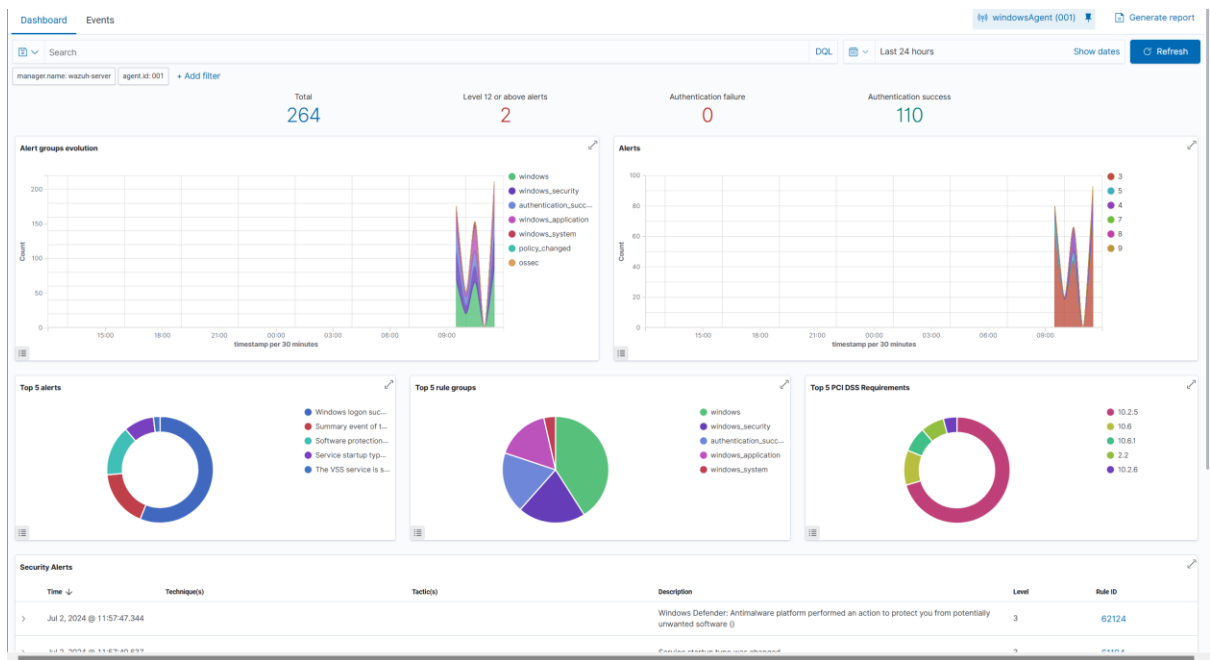 Dashboard Events
windowsAgent (001) Generate report
Search DQL Last 24 hours Show dates Refresh
manager.name: wazuh-server agent.id: 001 + Add filter
Total Level 12 or above alerts Authentication failure Authentication success
264 2 0 110
Alert groups evolution
Count
200
150
100
50
0
15:00 18:00 21:00 00:00 03:00 06:00 09:00
timestamp per 30 minutes
windows
windows_security
authentication_succ...
windows_application
windows_system
policy_changed
ossec
Alerts
Count
100
80
60
40
20
0
15:00 18:00 21:00 00:00 03:00 06:00 09:00
timestamp per 30 minutes
3
5
4
7
8
9
Top 5 alerts
Windows logon suc...
Summary event of t...
Software protection...
Service startup typ...
The VSS service is s...
Top 5 rule groups
windows
windows_security
authentication_succ...
windows_application
windows_system
Top 5 PCI DSS Requirements
10.2.5
10.6
10.6.1
2.2
10.2.6
Security Alerts
Time Technique(s) Tactic(s) Description Level Rule ID
Jul 2, 2024 @ 11:57:47.344 Windows Defender: Antimalware platform performed an action to protect you from potentially 3 62124
unwanted software ()
Service startup type was changed